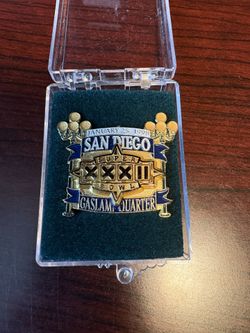 JANUARY 25, 1998
SAN DIEGO
SUPER
XXXII
BOWL
GASLAMP QUARTER